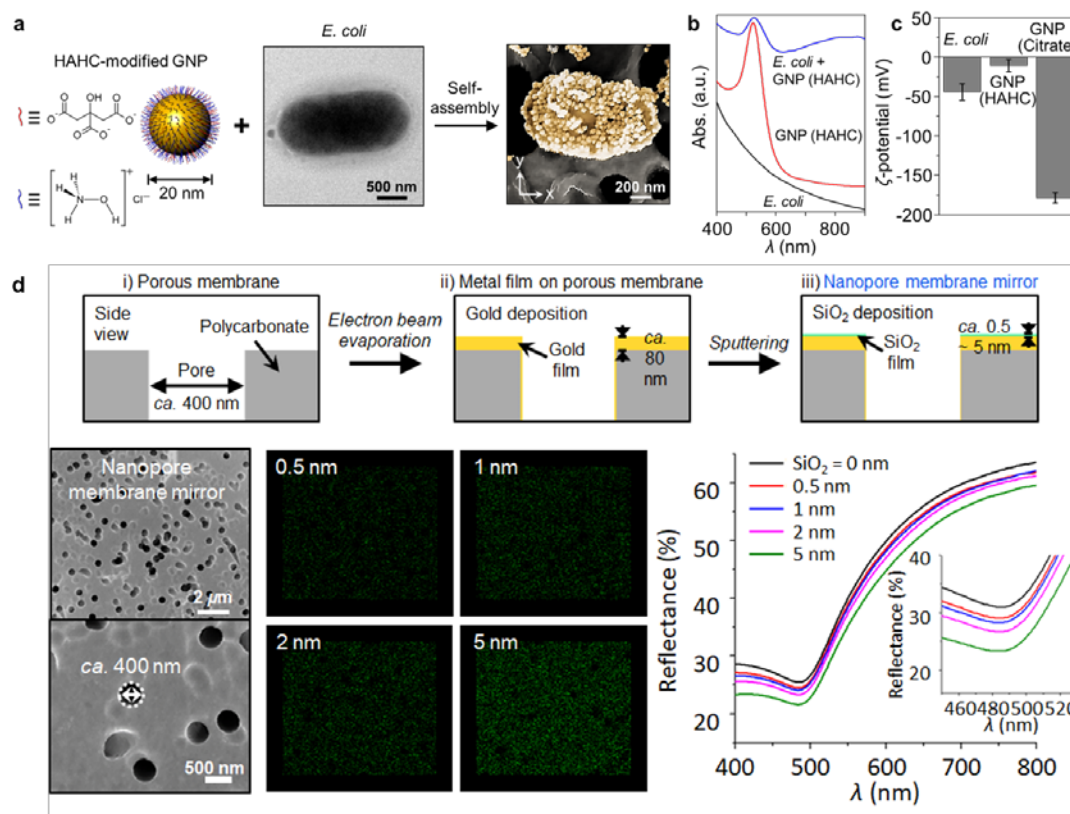 a
E. coli
HAHC-modified GNP
O
OH
O
O⁻
O⁻
O
O⁻
+
Self-
assembly
20 nm
500 nm
y
x
200 nm
H
H
N
O
H
H
+
Cl⁻
b
Abs. (a.u.)
E. coli +
GNP (HAHC)
GNP (HAHC)
E. coli
400
600
800
λ (nm)
c
GNP
(Citrate)
E. coli
GNP
(HAHC)
ζ-potential (mV)
50
0
-50
-100
-150
-200
d
i) Porous membrane
Side
view
Polycarbonate
Pore
ca. 400 nm
Electron beam
evaporation
ii) Metal film on porous membrane
Gold deposition
Gold
film
ca.
80
nm
Sputtering
iii) Nanopore membrane mirror
SiO₂ deposition
SiO₂
film
ca. 0.5
~ 5 nm
Nanopore
membrane mirror
2 μm
ca. 400 nm
500 nm
0.5 nm
1 nm
2 nm
5 nm
Reflectance (%)
60
50
40
30
20
SiO₂ = 0 nm
0.5 nm
1 nm
2 nm
5 nm
400
500
600
700
800
λ (nm)
Reflectance (%)
40
30
20
460
480
500
520
λ (nm)